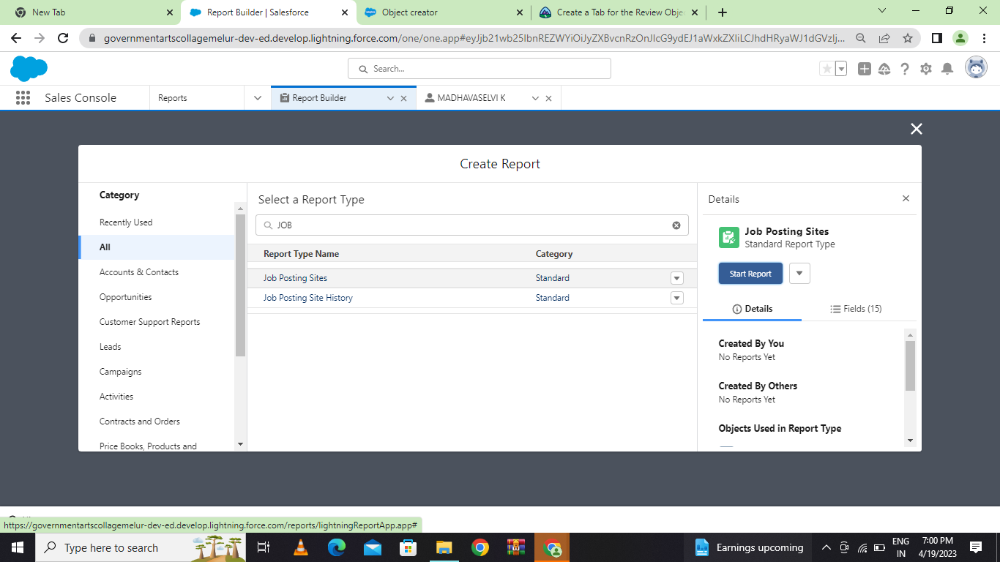 New Tab
Report Builder | Salesforce
Object creator
Create a Tab for the Review Obje
governmentartscollagemelur-dev-ed.develop.lightning.force.com/one/one.app#eyJjb21wb25lbnREZWYiOiJyZXBvcnRzOnJlcG9ydEJ1aWxkZXIiLCJhdHRyaWJ1dGVzIj...
Search...
Sales Console
Reports
Report Builder
MADHAVASELVI K
Create Report
Category
Recently Used
All
Accounts & Contacts
Opportunities
Customer Support Reports
Leads
Campaigns
Activities
Contracts and Orders
Price Books, Products and
Select a Report Type
JOB
Report Type Name Category
Job Posting Sites Standard
Job Posting Site History Standard
Details
Job Posting Sites
Standard Report Type
Start Report
Details Fields (15)
Created By You
No Reports Yet
Created By Others
No Reports Yet
Objects Used in Report Type
https://governmentartscollagemelur-dev-ed.develop.lightning.force.com/reports/lightningReportApp.app#
Type here to search
Earnings upcoming
ENG
IN
7:00 PM
4/19/2023